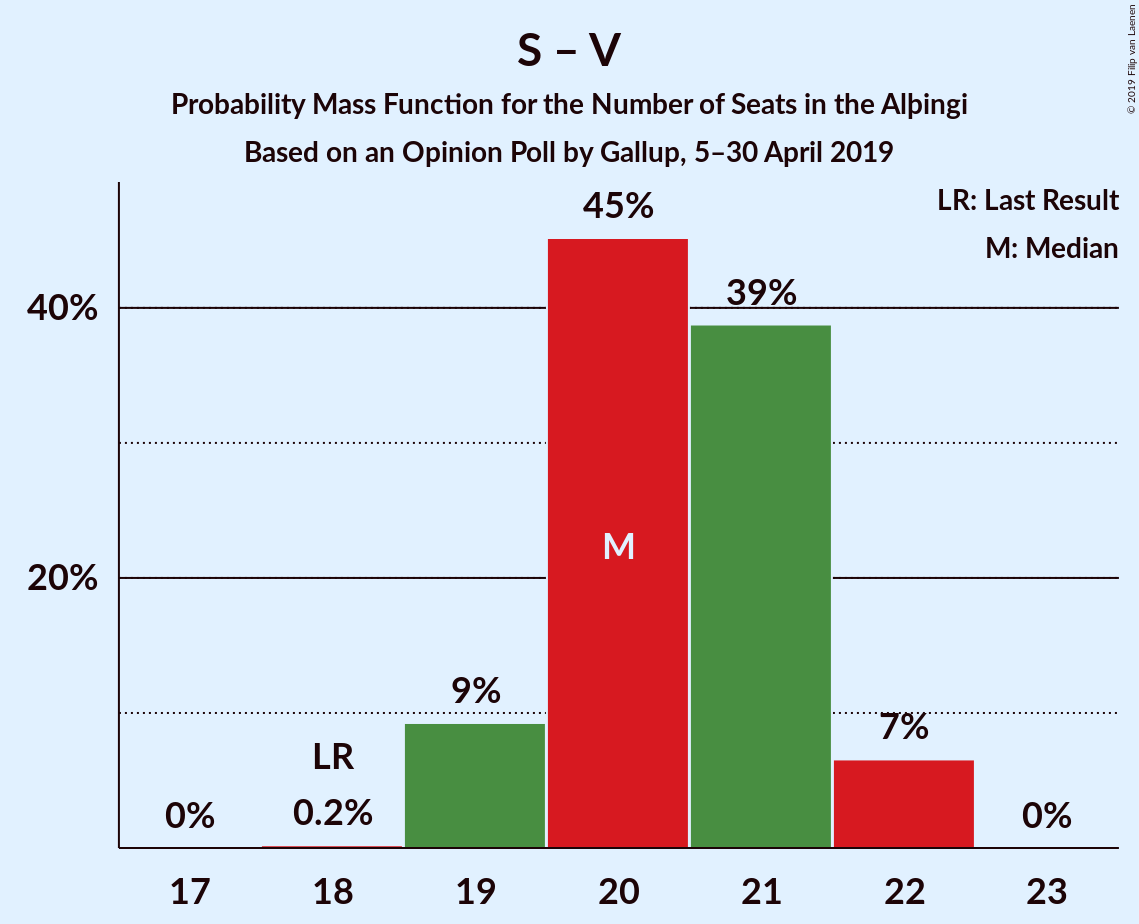 S – V
Probability Mass Function for the Number of Seats in the Alþingi
Based on an Opinion Poll by Gallup, 5–30 April 2019
© 2019 Filip van Laenen
LR: Last Result
M: Median
40%
20%
0%
LR
0.2%
9%
45%
M
39%
7%
0%
17 18 19 20 21 22 23